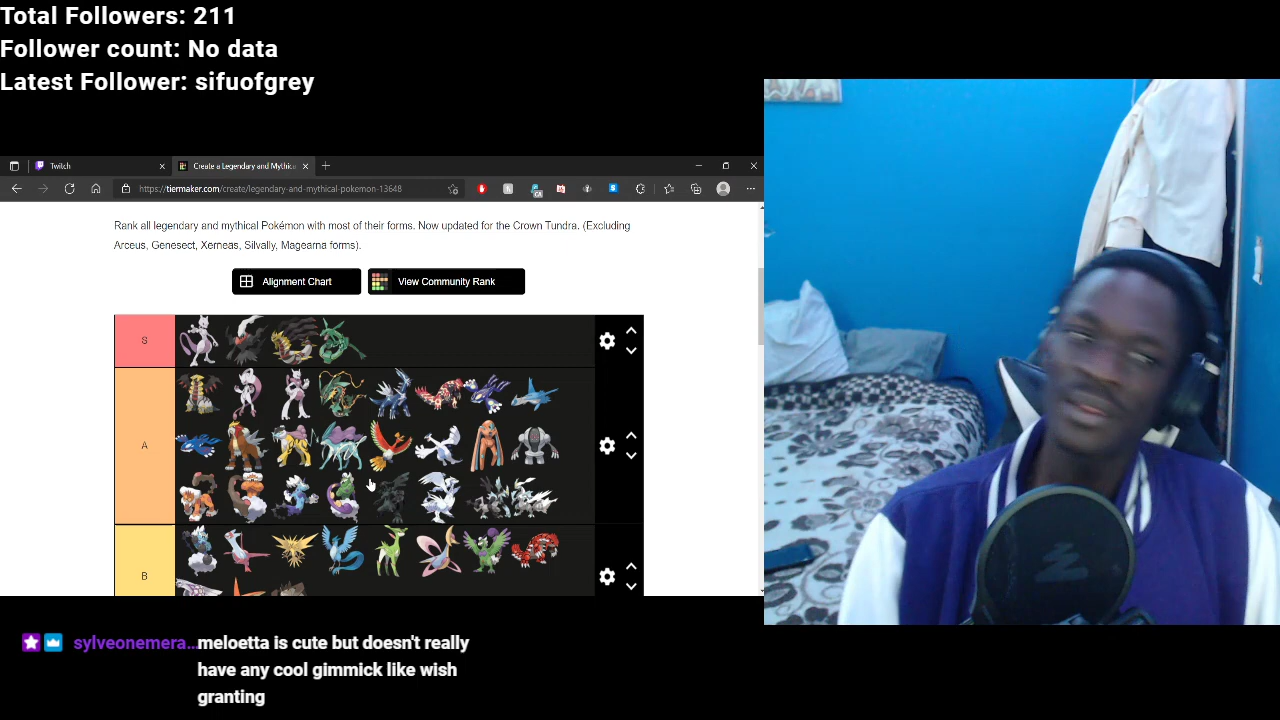 Total Followers: 211
Follower count: No data
Latest Follower: sifuofgrey
Twitch
Create a Legendary and Mythica
https://tiermaker.com/create/legendary-and-mythical-pokemon-13648
Rank all legendary and mythical Pokémon with most of their forms. Now updated for the Crown Tundra. (Excluding
Arceus, Genesect, Xerneas, Silvally, Magearna forms).
Alignment Chart
View Community Rank
S
A
B
sylveonemera... meloetta is cute but doesn't really
have any cool gimmick like wish
granting